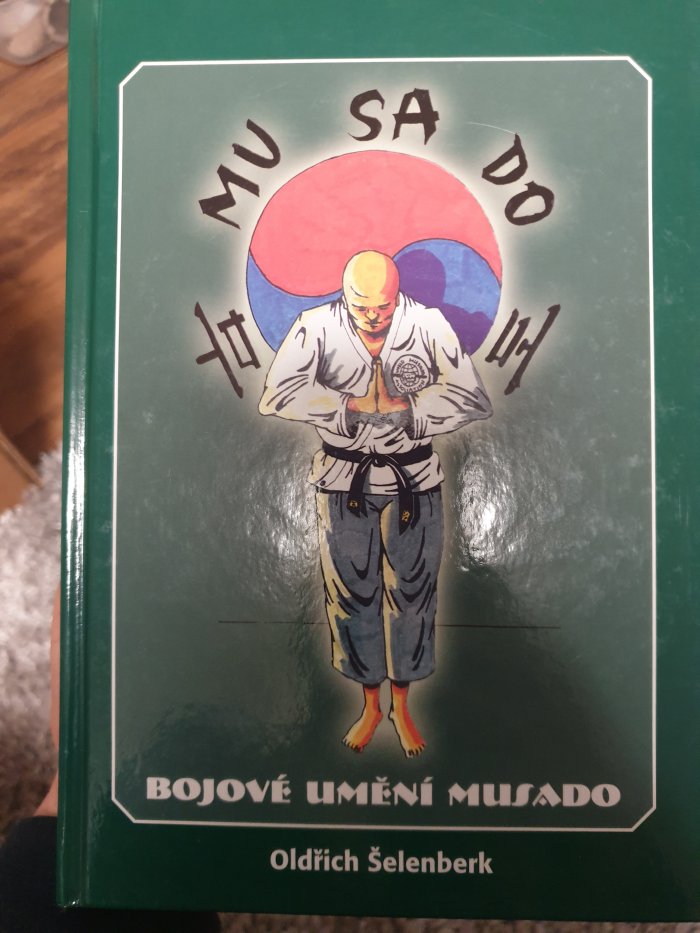 MU SA DO
BOJOVÉ UMĚNÍ MUSADO
Oldřich Šelenberk